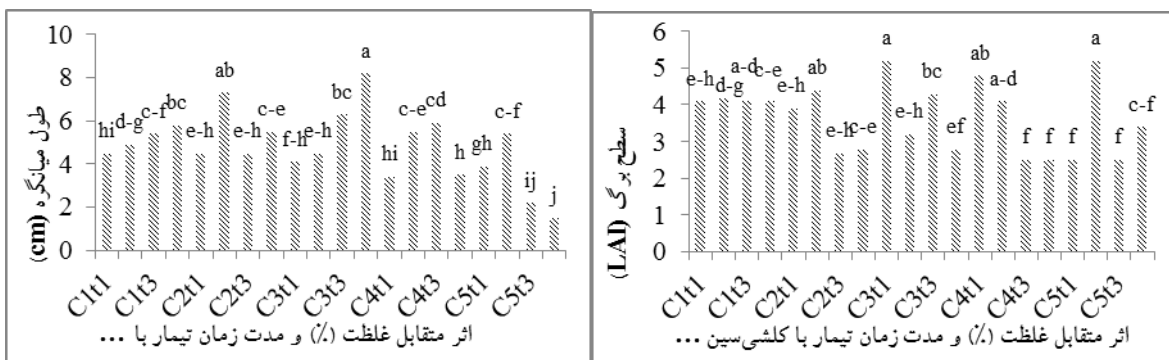 طول میانگره (cm)
10
8
6
4
2
0
hi
d-g
c-f
bc
e-h
ab
e-h
c-e
f-h
e-h
bc
a
hi
c-e
cd
h
gh
c-f
ij
j
C1t1
C1t3
C2t1
C2t3
C3t1
C3t3
C4t1
C4t3
C5t1
C5t3
اثر متقابل غلظت (٪) و مدت زمان تیمار با ...
سطح برگ (LAI)
6
5
4
3
2
1
0
e-h
d-g
a-d
c-e
e-h
ab
e-h
c-e
a
e-h
bc
ef
ab
a-d
f
f
f
a
f
c-f
C1t1
C1t3
C2t1
C2t3
C3t1
C3t3
C4t1
C4t3
C5t1
C5t3
اثر متقابل غلظت (٪) و مدت زمان تیمار با کلشی‌سین ...